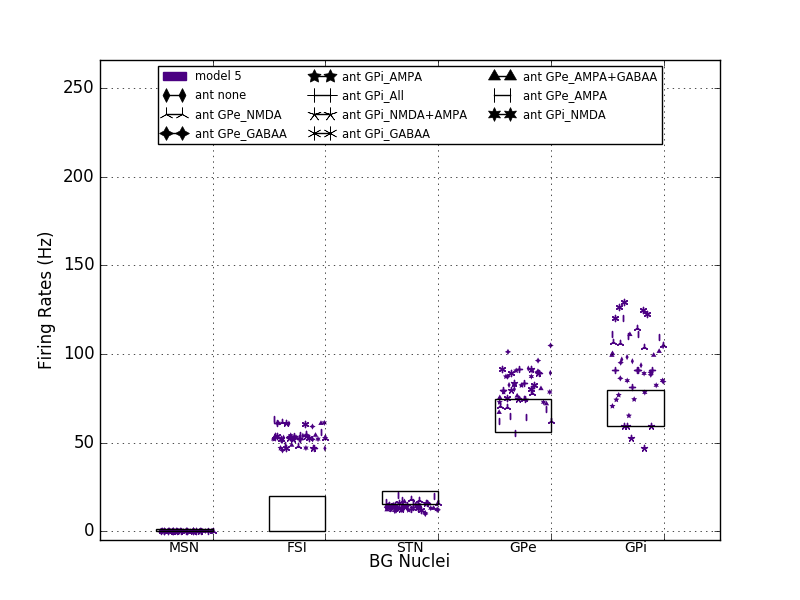 model 5 ant GPi_AMPA ant GPe_AMPA+GABAA
ant none ant GPi_All ant GPe_AMPA
ant GPe_NMDA ant GPi_NMDA+AMPA ant GPi_NMDA
ant GPe_GABAA ant GPi_GABAA
250
200
150
100
50
0
Firing Rates (Hz)
MSN FSI STN GPe GPi
BG Nuclei